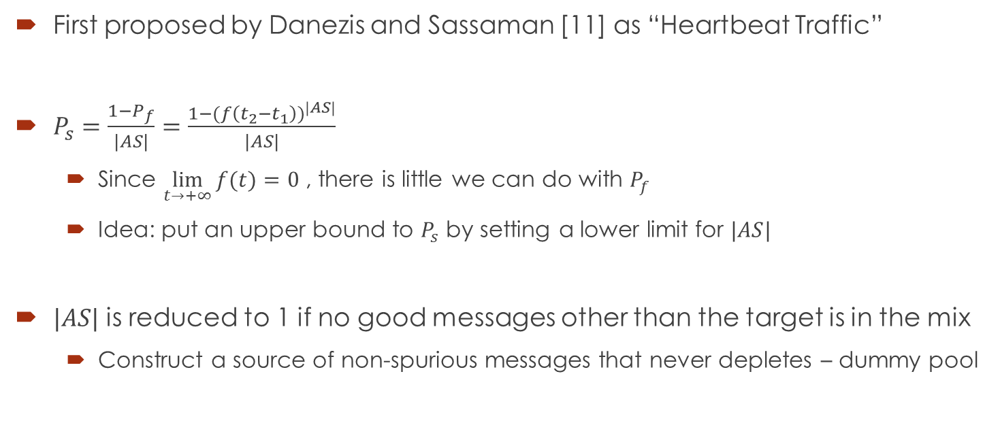 First proposed by Danezis and Sassaman [11] as “Heartbeat Traffic”
P_s = \frac{1-P_f}{|AS|} = \frac{1-(f(t_2-t_1))^{|AS|}}{|AS|}
Since \lim_{t→+∞} f(t) = 0 , there is little we can do with P_f
Idea: put an upper bound to P_s by setting a lower limit for |AS|
|AS| is reduced to 1 if no good messages other than the target is in the mix
Construct a source of non-spurious messages that never depletes – dummy pool